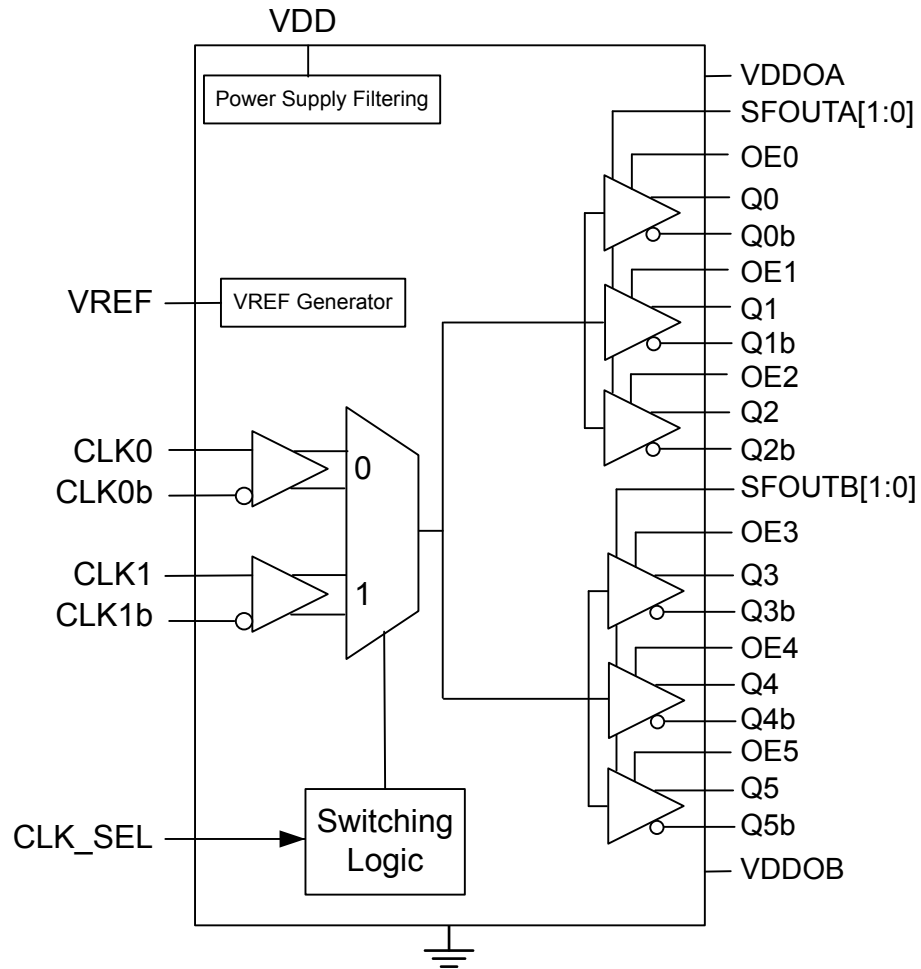 VDD
Power Supply Filtering
VREF
VREF Generator
CLK0
CLK0b
CLK1
CLK1b
0
1
CLK_SEL
Switching
Logic
VDDOA
SFOUTA[1:0]
OE0
Q0
Q0b
OE1
Q1
Q1b
OE2
Q2
Q2b
SFOUTB[1:0]
OE3
Q3
Q3b
OE4
Q4
Q4b
OE5
Q5
Q5b
VDDOB